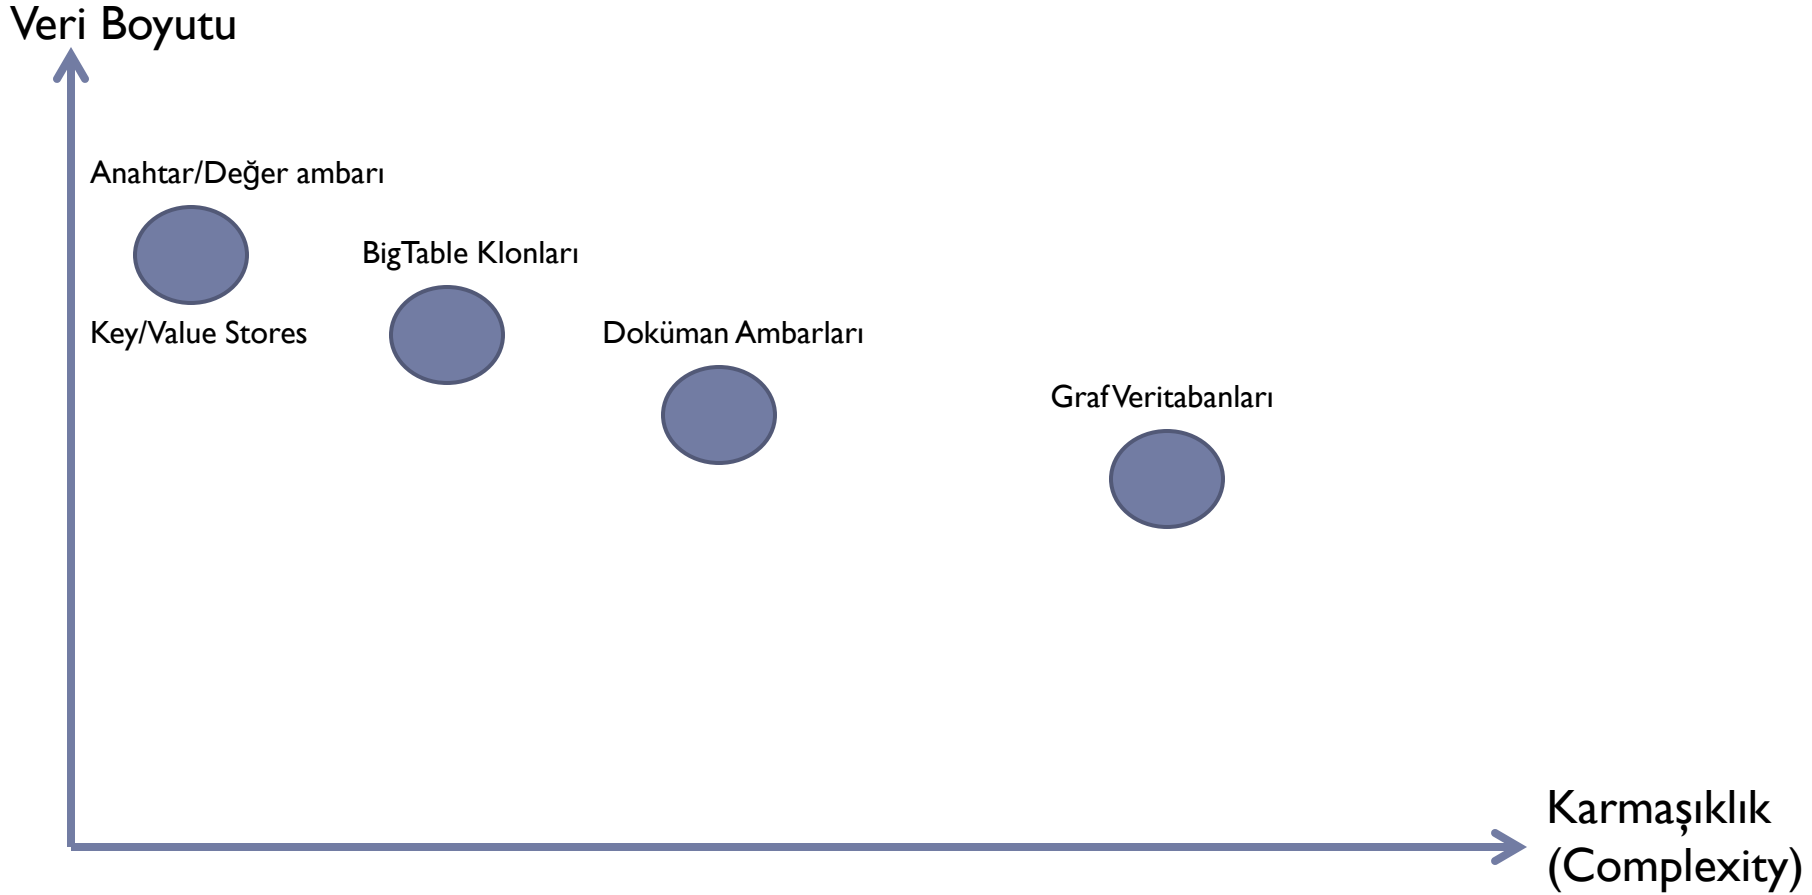 Veri Boyutu
Anahtar/Değer ambarı
BigTable Klonları
Key/Value Stores
Doküman Ambarları
Graf Veritabanları
Karmaşıklık
(Complexity)